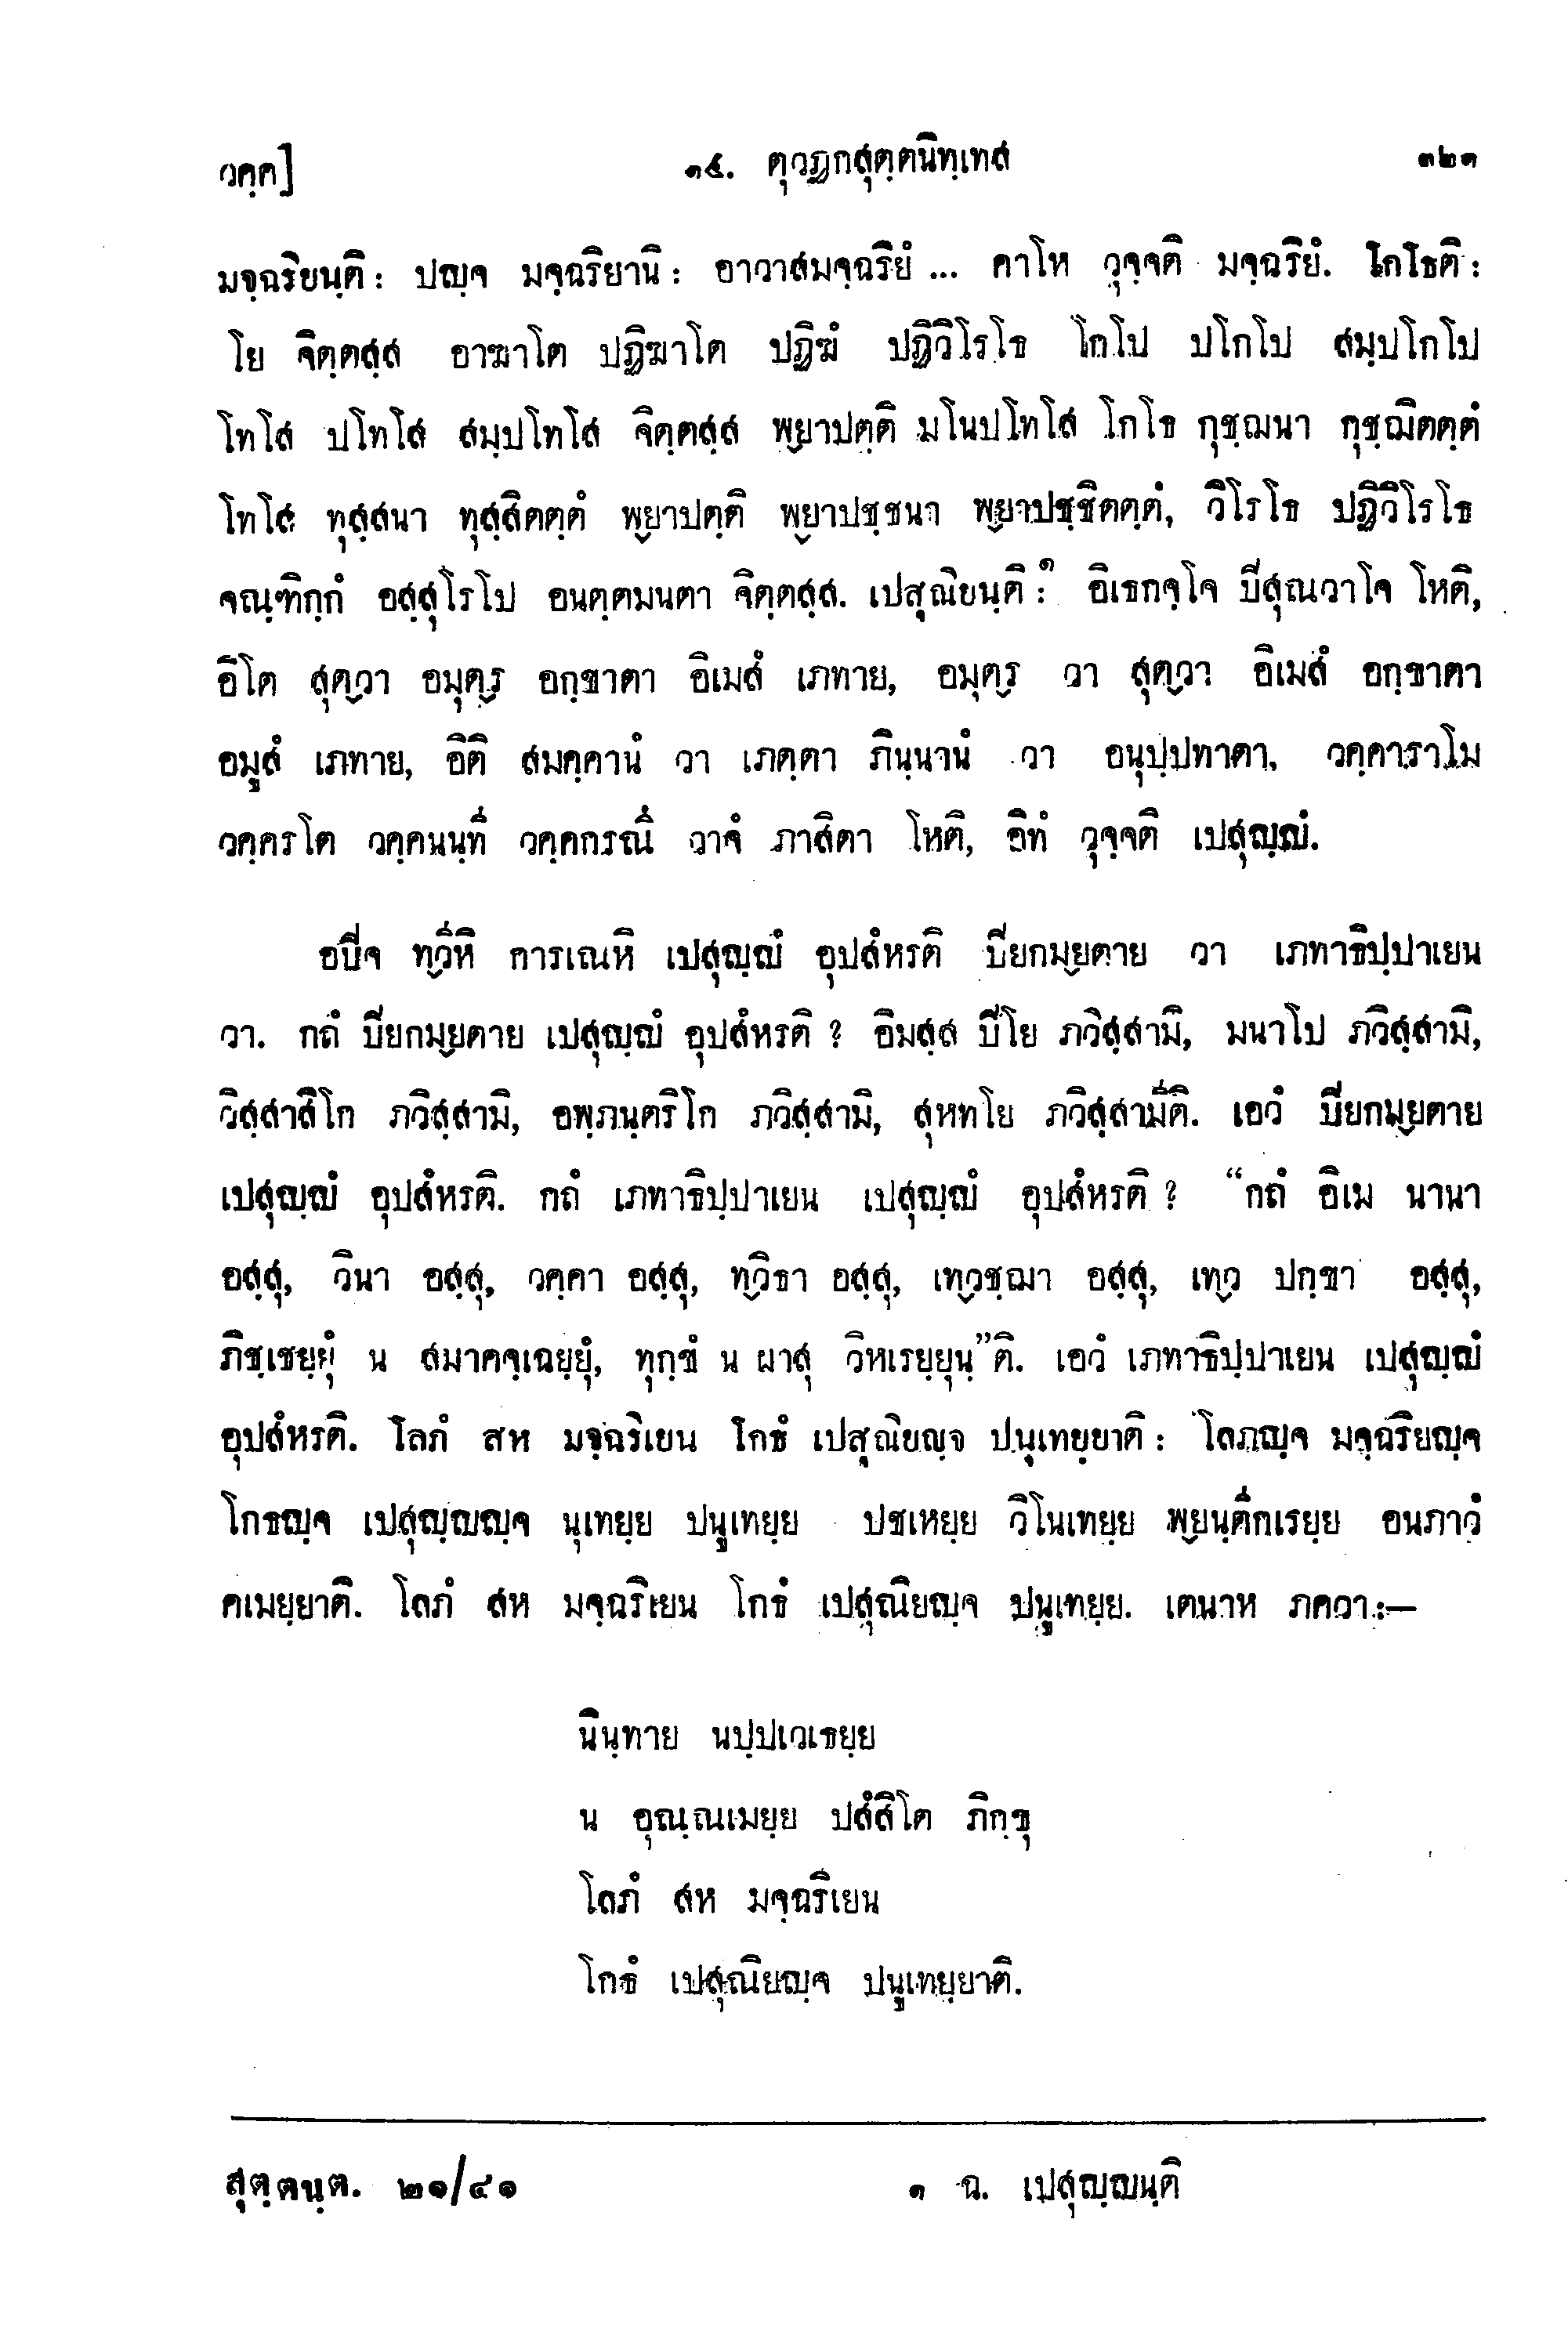 วคฺค]
๑๔. ตุวฏกสุตฺตนิทฺเทส
๓๒๑
มจฺฉริยนฺติ: ปญฺจ มจฺฉริยานิ: อาวาสมจฺฉริยํ ... คาโห วุจฺจติ มจฺฉริยํ. โกโธติ:
โย จิตฺตสฺส อาฆาโต ปฏิฆาโต ปฏิฆํ ปฏิวิโรโธ โกโป ปโกโป สมฺปโกโป
โทโส ปโทโส สมฺปโทโส จิตฺตสฺส พฺยาปตฺติ มโนปโทโส โกโธ กุชฺฌนา กุชฺฌิตตฺตํ
โทโส ทุสฺสนา ทุสฺสิตตฺตํ พฺยาปตฺติ พฺยาปชฺชนา พฺยาปชฺชิตตฺตํ, วิโรโธ ปฏิวิโรโธ
จณฺฑิกฺกํ อสฺสุโรโป อนตฺตมนตา จิตฺตสฺส. เปสุณิยนฺติ:๑ อิเธกจฺโจ ปิสุณวาโจ โหติ,
อิโต สุตฺวา อมุตฺร อกฺขาตา อิเมสํ เภทาย, อมุตฺร วา สุตฺวา อิเมสํ อกฺขาตา
อมูสํ เภทาย, อิติ สมคฺคานํ วา เภตฺตา ภินฺนานํ วา อนุปฺปทาตา, วคฺคาราโม
วคฺครโต วคฺคนนฺที วคฺคกรณึ วาจํ ภาสิตา โหติ, อิทํ วุจฺจติ เปสุญฺญํ.
อปิจ ทฺวีหิ การเณหิ เปสุญฺญํ อุปสํหรติ ปิยกมฺยตาย วา เภทาธิปฺปาเยน
วา. กถํ ปิยกมฺยตาย เปสุญฺญํ อุปสํหรติ ? อิมสฺส ปิโย ภวิสฺสามิ, มนาโป ภวิสฺสามิ,
วิสฺสาสิโก ภวิสฺสามิ, อพฺภนฺตริโก ภวิสฺสามิ, สุหทโย ภวิสฺสามีติ. เอวํ ปิยกมฺยตาย
เปสุญฺญํ อุปสํหรติ. กถํ เภทาธิปฺปาเยน เปสุญฺญํ อุปสํหรติ ? “กถํ อิเม นานา
อสฺสุ, วินา อสฺสุ, วคฺคา อสฺสุ, ทฺวิธา อสฺสุ, เทฺวชฺฌา อสฺสุ, เทฺว ปกฺขา อสฺสุ,
ภิชฺเชยฺยุํ น สมาคจฺเฉยฺยุํ, ทุกฺขํ น ผาสุ วิหเรยฺยุนฺ”ติ. เอวํ เภทาธิปฺปาเยน เปสุญฺญํ
อุปสํหรติ. โลภํ สห มจฺฉริเยน โกธํ เปสุณิยญฺจ ปนุเทยฺยาติ: โลภญฺจ มจฺฉริยญฺจ
โกธญฺจ เปสุญฺญญฺจ นุเทยฺย ปนูเทยฺย ปชเหยฺย วิโนเทยฺย พฺยนฺตีกเรยฺย อนภาวํ
คเมยฺยาติ. โลภํ สห มจฺฉริเยน โกธํ เปสุณิยญฺจ ปนูเทยฺย. เตนาห ภควา:—
นินฺทาย นปฺปเวเธยฺย
น อุณฺณเมยฺย ปสํสิโต ภิกฺขุ
โลภํ สห มจฺฉริเยน
โกธํ เปสุณิยญฺจ ปนูเทยฺยาติ.
สุตฺตนฺต. ๒๑/๔๑
๑ ฉ. เปสุญฺญนฺติ